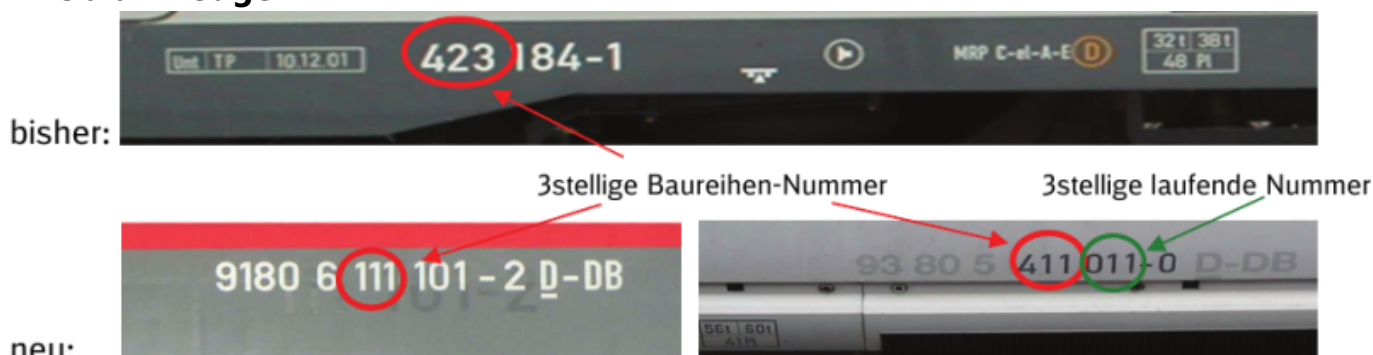 Unt TP 10.12.01 423 184-1 MRP C-el-A-E D 32t 38t
48 Pl
bisher:
3stellige Baureihen-Nummer 3stellige laufende Nummer
9180 6 111 101-2 D-DB
93 80 5 411 011-0 D-DB
56t 60t
41Pl
neu: